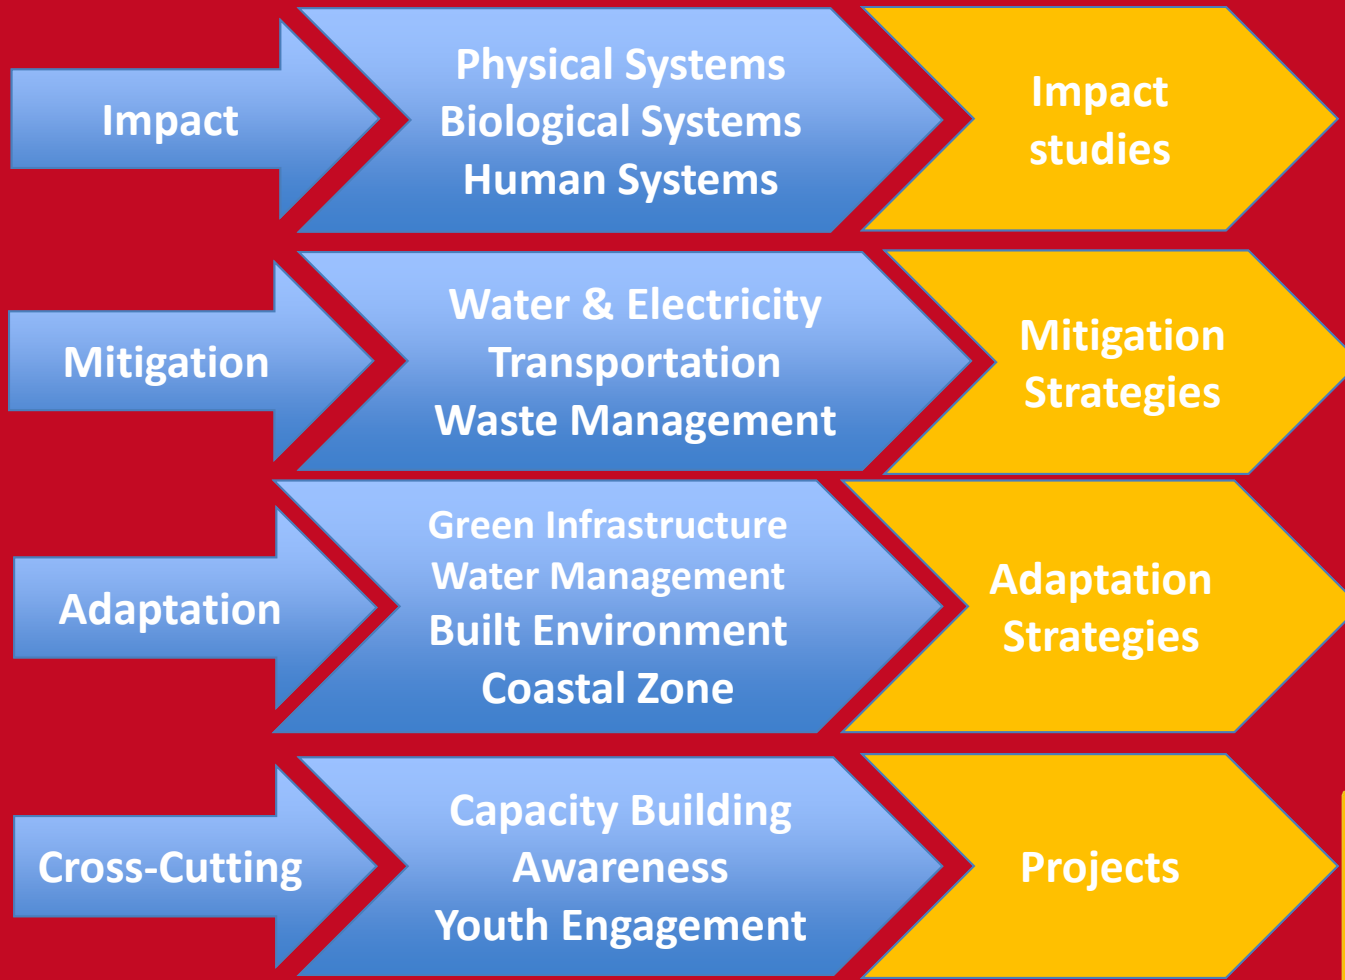 Impact
Physical Systems
Biological Systems
Human Systems
Impact
studies
Mitigation
Water & Electricity
Transportation
Waste Management
Mitigation
Strategies
Adaptation
Green Infrastructure
Water Management
Built Environment
Coastal Zone
Adaptation
Strategies
Cross-Cutting
Capacity Building
Awareness
Youth Engagement
Projects